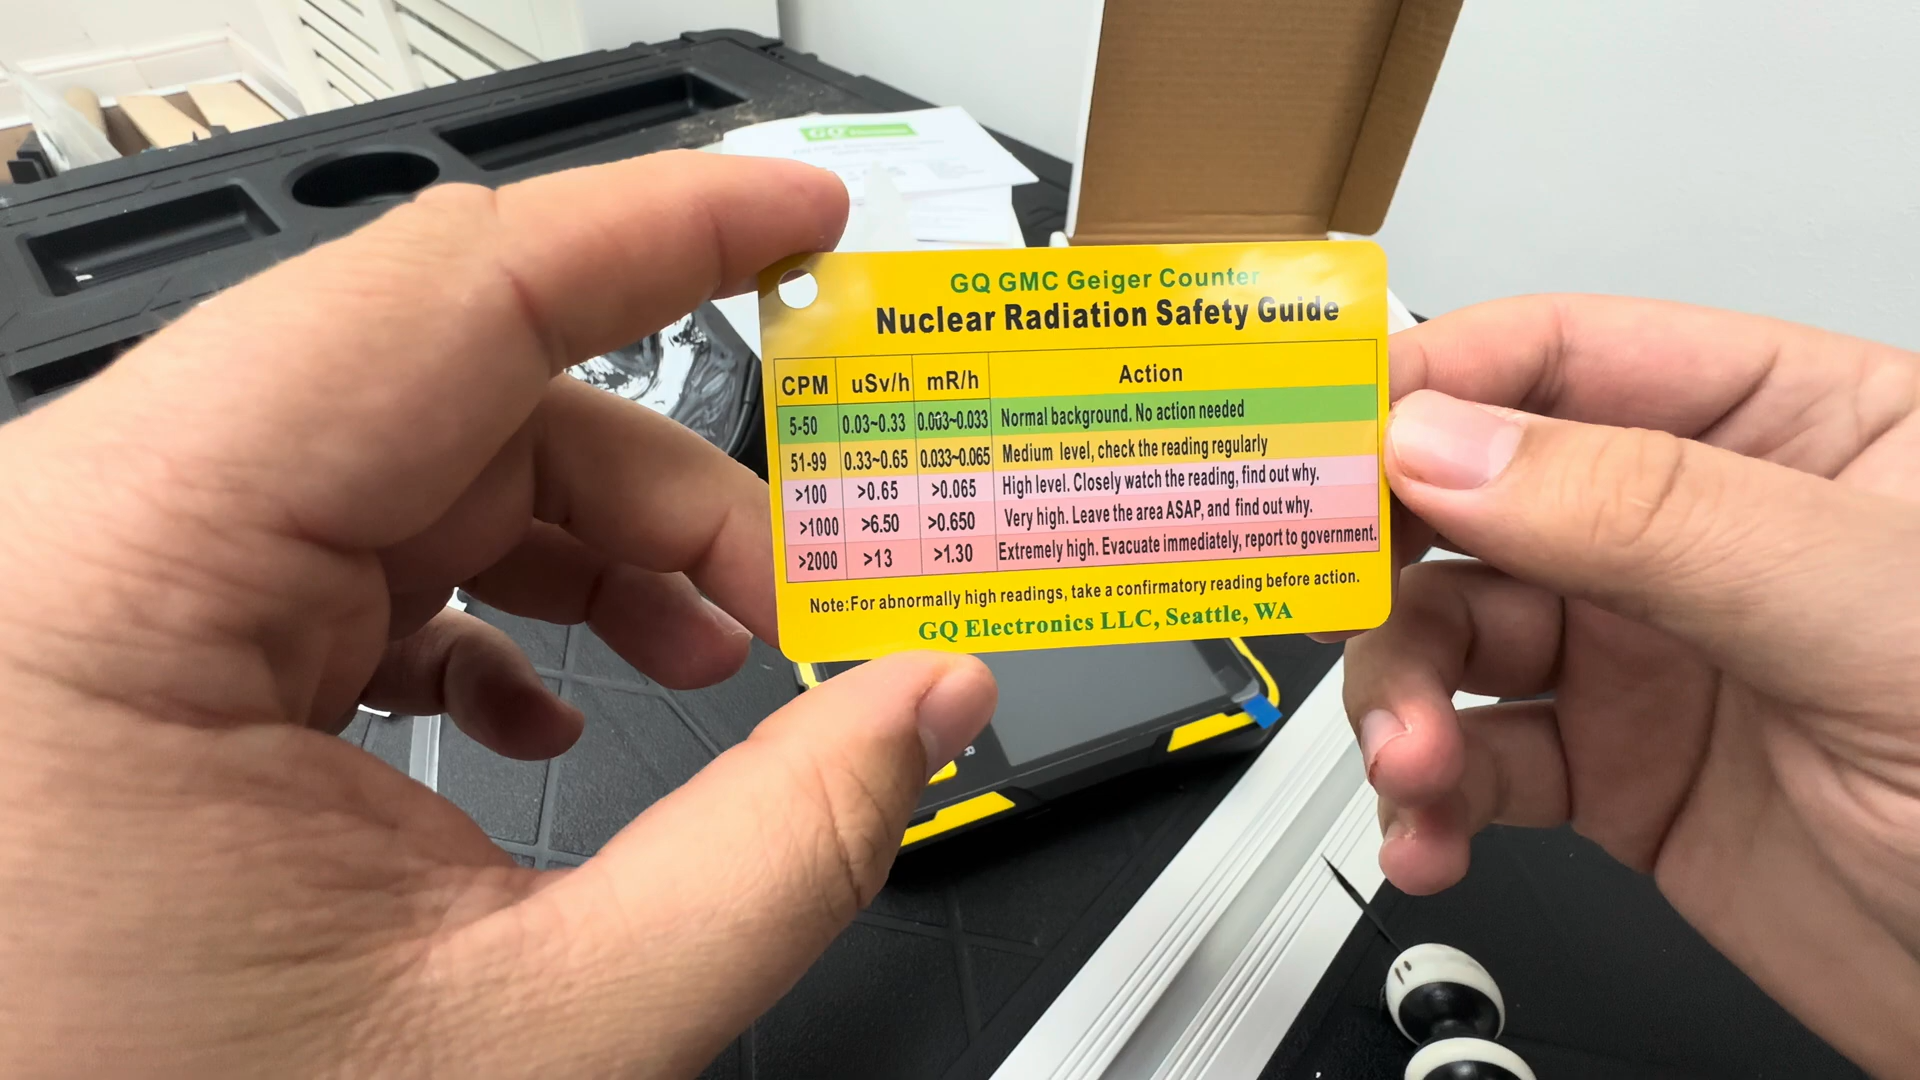 GQ
GQ GMC Geiger Counter
Nuclear Radiation Safety Guide
CPM uSv/h mR/h Action
5-50 0.03~0.33 0.003~0.033 Normal background. No action needed
51-99 0.33~0.65 0.033~0.065 Medium level, check the reading regularly
>100 >0.65 >0.065 High level. Closely watch the reading, find out why.
>1000 >6.50 >0.650 Very high. Leave the area ASAP, and find out why.
>2000 >13 >1.30 Extremely high. Evacuate immediately, report to government.
Note:For abnormally high readings, take a confirmatory reading before action.
GQ Electronics LLC, Seattle, WA
R